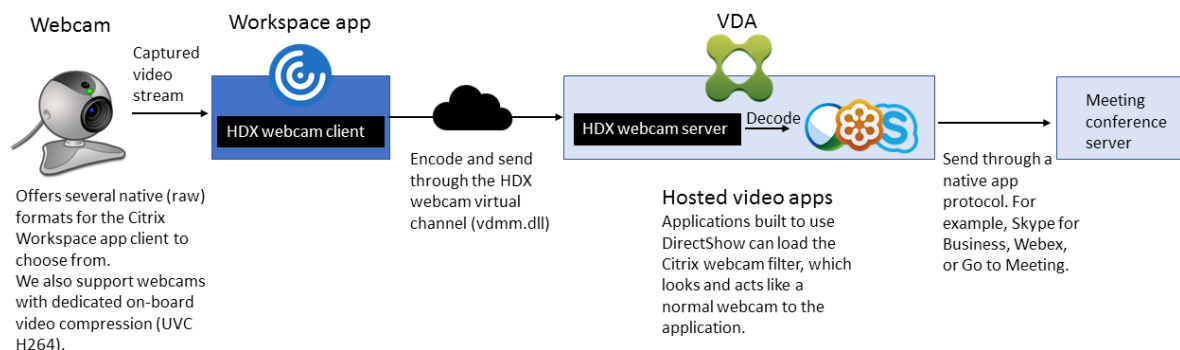 Webcam
Workspace app
VDA
Captured
video
stream
HDX webcam client
HDX webcam server
Decode
Meeting
conference
server
Offers several native (raw)
formats for the Citrix
Workspace app client to
choose from.
We also support webcams
with dedicated on-board
video compression (UVC
H264).
Encode and send
through the HDX
webcam virtual
channel (vdmm.dll)
Hosted video apps
Applications built to use
DirectShow can load the
Citrix webcam filter, which
looks and acts like a
normal webcam to the
application.
Send through a
native app
protocol. For
example, Skype for
Business, Webex,
or Go to Meeting.